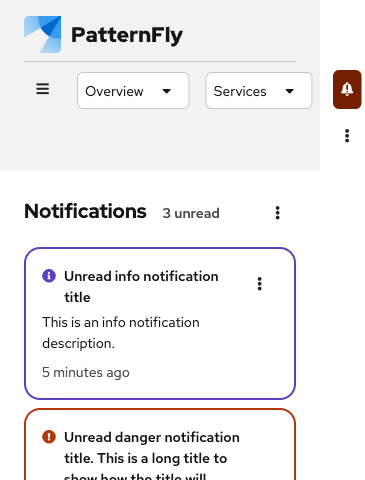 PatternFly
Overview
Services
Notifications
3 unread
Unread info notification
title
This is an info notification
description.
5 minutes ago
Unread danger notification
title. This is a long title to
show how the title will